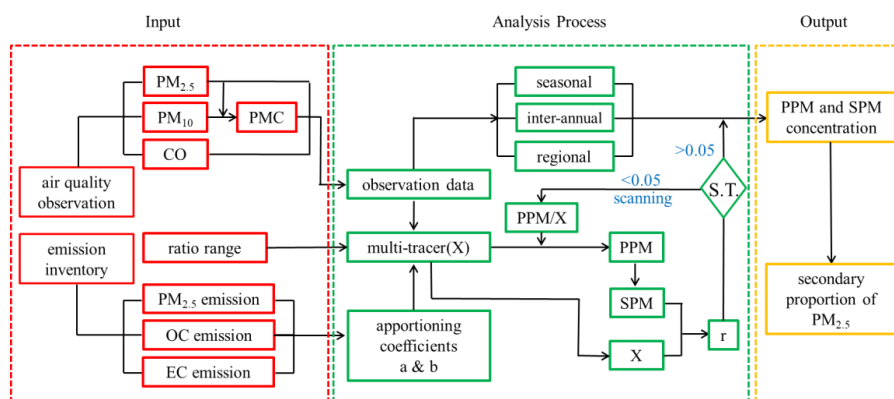 Input
Analysis Process
Output
PM2.5
PM10
PMC
CO
air quality
observation
emission
inventory
ratio range
PM2.5 emission
OC emission
EC emission
seasonal
inter-annual
regional
observation data
multi-tracer(X)
apportioning
coefficients
a & b
<0.05
scanning
>0.05
S.T.
PPM/X
PPM
SPM
X
r
PPM and SPM
concentration
secondary
proportion of
PM2.5